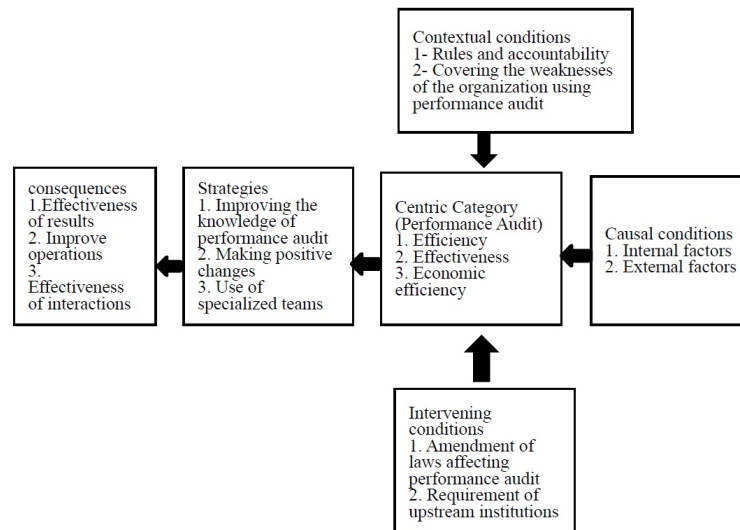 Contextual conditions
1- Rules and accountability
2- Covering the weaknesses
of the organization using
performance audit
consequences
1.Effectiveness
of results
2. Improve
operations
3.
Effectiveness
of interactions
Strategies
1. Improving the
knowledge of
performance audit
2. Making positive
changes
3. Use of
specialized teams
Centric Category
(Performance Audit)
1. Efficiency
2. Effectiveness
3. Economic
efficiency
Causal conditions
1. Internal factors
2. External factors
Intervening
conditions
1. Amendment of
laws affecting
performance audit
2. Requirement of
upstream institutions